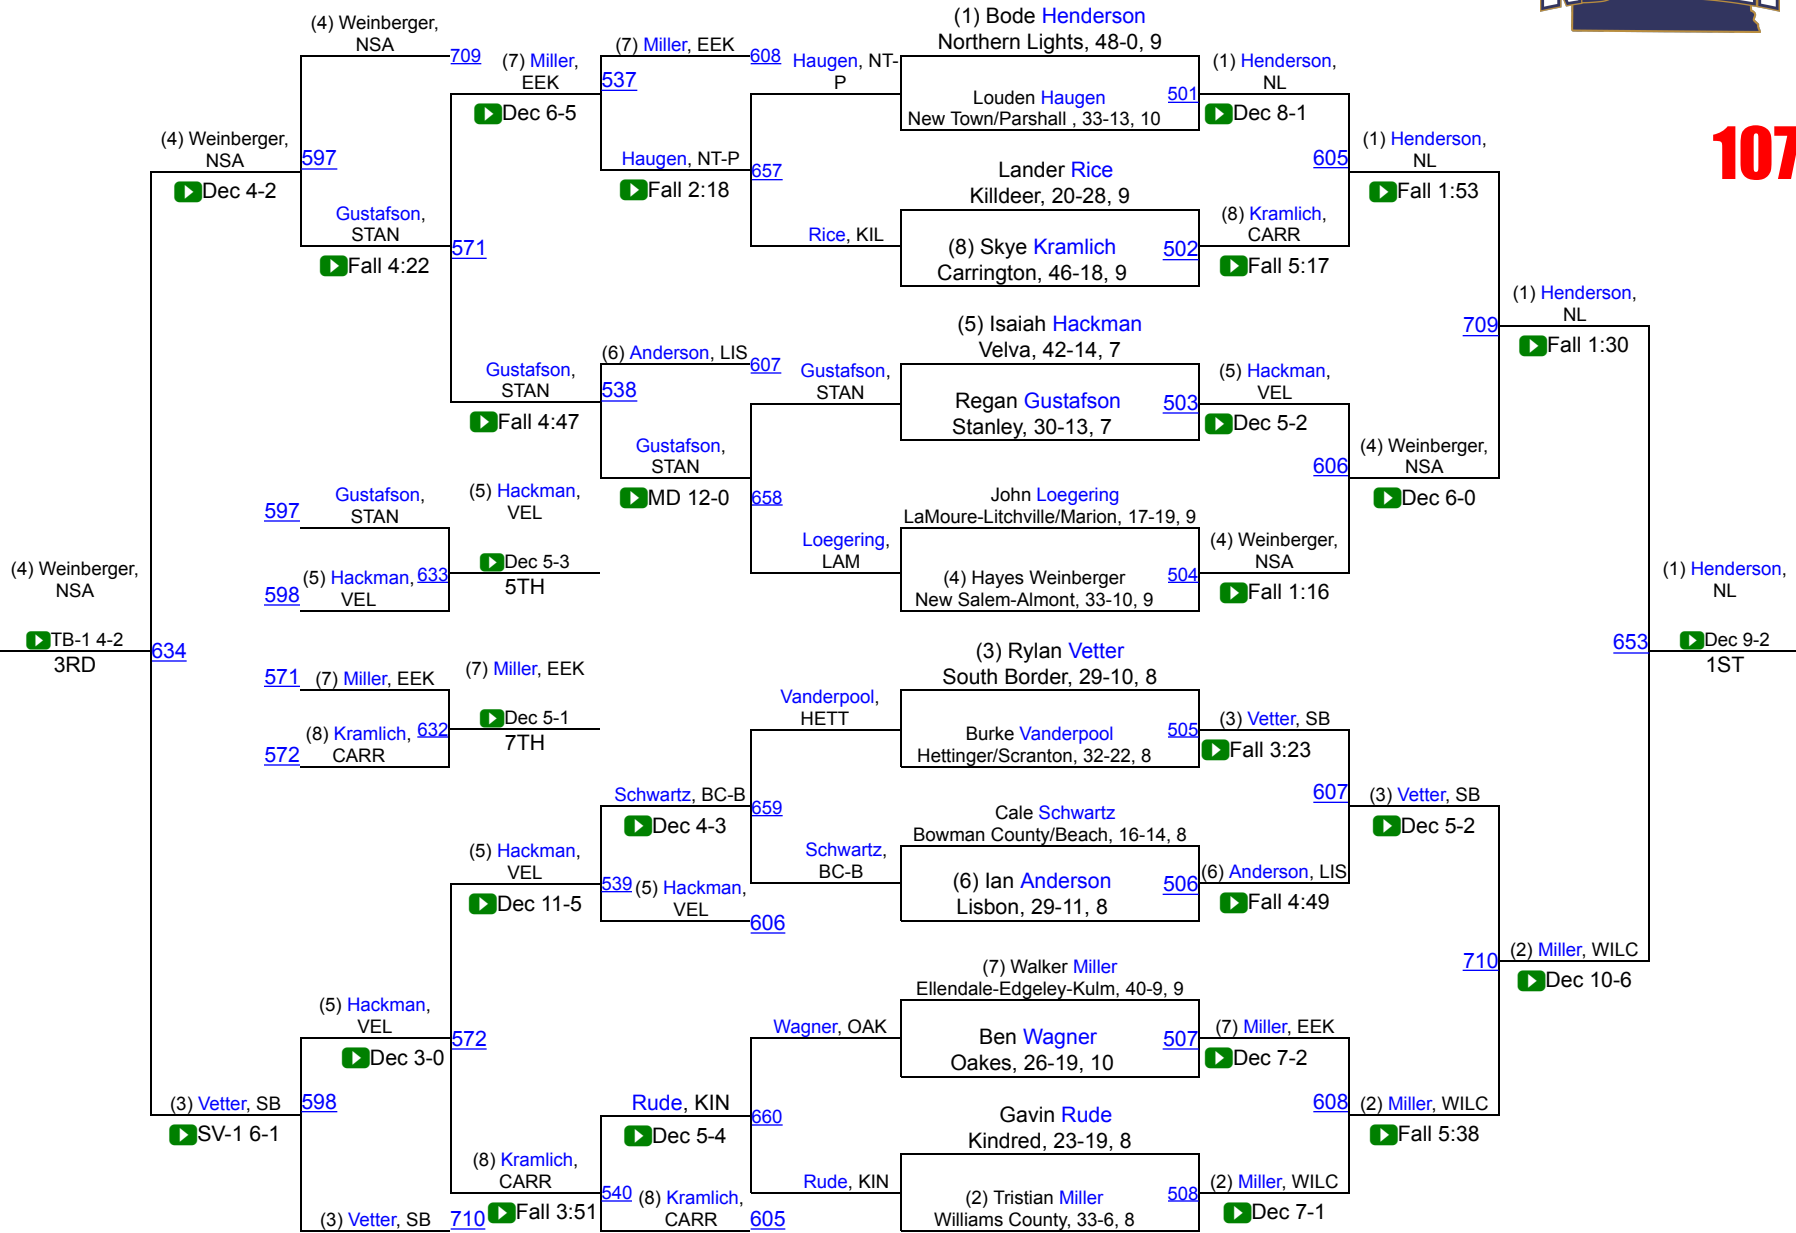 (4) Weinberger,
NSA
709
(7) Miller,
EEK
Dec 6-5
(7) Miller, EEK
608
537
Haugen, NT-
P
(1) Bode Henderson
Northern Lights, 48-0, 9
Louden Haugen
New Town/Parshall , 33-13, 10
501
(1) Henderson,
NL
Dec 8-1
107
(4) Weinberger,
NSA
Dec 4-2
597
Haugen, NT-P
Fall 2:18
657
Lander Rice
Killdeer, 20-28, 9
605
(1) Henderson,
NL
Fall 1:53
Gustafson,
STAN
Fall 4:22
571
Rice, KIL
(8) Skye Kramlich
Carrington, 46-18, 9
502
(8) Kramlich,
CARR
Fall 5:17
(1) Henderson,
NL
Fall 1:30
709
(5) Isaiah Hackman
Velva, 42-14, 7
(6) Anderson, LIS
607
538
Gustafson,
STAN
Fall 4:47
Gustafson,
STAN
Regan Gustafson
Stanley, 30-13, 7
503
(5) Hackman,
VEL
Dec 5-2
Gustafson,
STAN
MD 12-0
658
606
(4) Weinberger,
NSA
Dec 6-0
597
Gustafson,
STAN
(5) Hackman,
VEL
John Loegering
LaMoure-Litchville/Marion, 17-19, 9
Loegering,
LAM
(4) Hayes Weinberger
New Salem-Almont, 33-10, 9
504
(4) Weinberger,
NSA
Fall 1:16
598
(5) Hackman,
VEL
633
Dec 5-3
5TH
(4) Weinberger,
NSA
TB-1 4-2
3RD
634
(1) Henderson,
NL
653
Dec 9-2
1ST
571
(7) Miller, EEK
(7) Miller, EEK
572
(8) Kramlich,
CARR
632
Dec 5-1
7TH
Vanderpool,
HETT
(3) Rylan Vetter
South Border, 29-10, 8
Burke Vanderpool
Hettinger/Scranton, 32-22, 8
505
(3) Vetter, SB
Fall 3:23
Schwartz, BC-B
Dec 4-3
659
Cale Schwartz
Bowman County/Beach, 16-14, 8
607
(3) Vetter, SB
Dec 5-2
(5) Hackman,
VEL
Dec 11-5
539
(5) Hackman,
VEL
606
Schwartz,
BC-B
(6) Ian Anderson
Lisbon, 29-11, 8
506
(6) Anderson, LIS
Fall 4:49
710
(2) Miller, WILC
Dec 10-6
(5) Hackman,
VEL
Dec 3-0
572
Wagner, OAK
(7) Walker Miller
Ellendale-Edgeley-Kulm, 40-9, 9
Ben Wagner
Oakes, 26-19, 10
507
(7) Miller, EEK
Dec 7-2
(3) Vetter, SB
SV-1 6-1
598
Rude, KIN
Dec 5-4
660
Gavin Rude
Kindred, 23-19, 8
608
(2) Miller, WILC
Fall 5:38
(8) Kramlich,
CARR
Fall 3:51
540
(8) Kramlich,
CARR
605
Rude, KIN
(2) Tristian Miller
Williams County, 33-6, 8
508
(2) Miller, WILC
Dec 7-1
(3) Vetter, SB
710